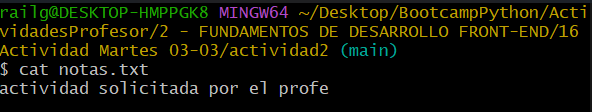 railg@DESKTOP-HMPPGK8 MINGW64 ~/Desktop/BootcampPython/Acti
vidadesProfesor/2 - FUNDAMENTOS DE DESARROLLO FRONT-END/16
Actividad Martes 03-03/actividad2 (main)
$ cat notas.txt
actividad solicitada por el profe